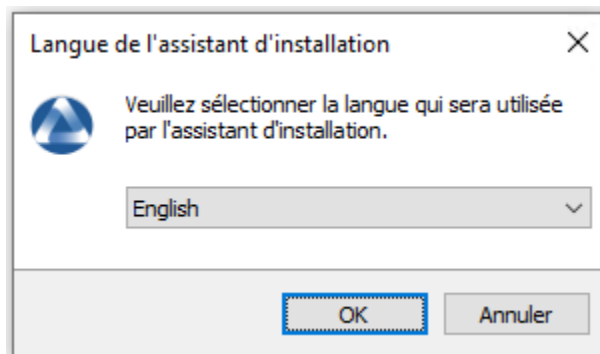 Langue de l'assistant d'installation
Veuillez sélectionner la langue qui sera utilisée
par l'assistant d'installation.
English
OK
Annuler